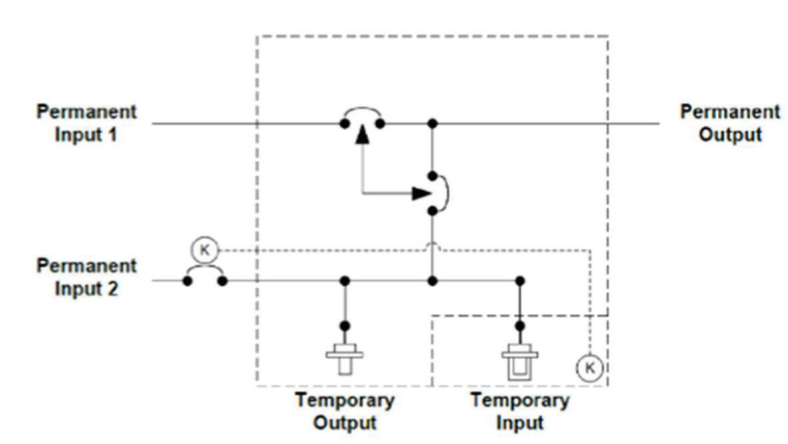 Permanent
Input 1
Permanent
Output
K
Permanent
Input 2
K
Temporary
Output
Temporary
Input